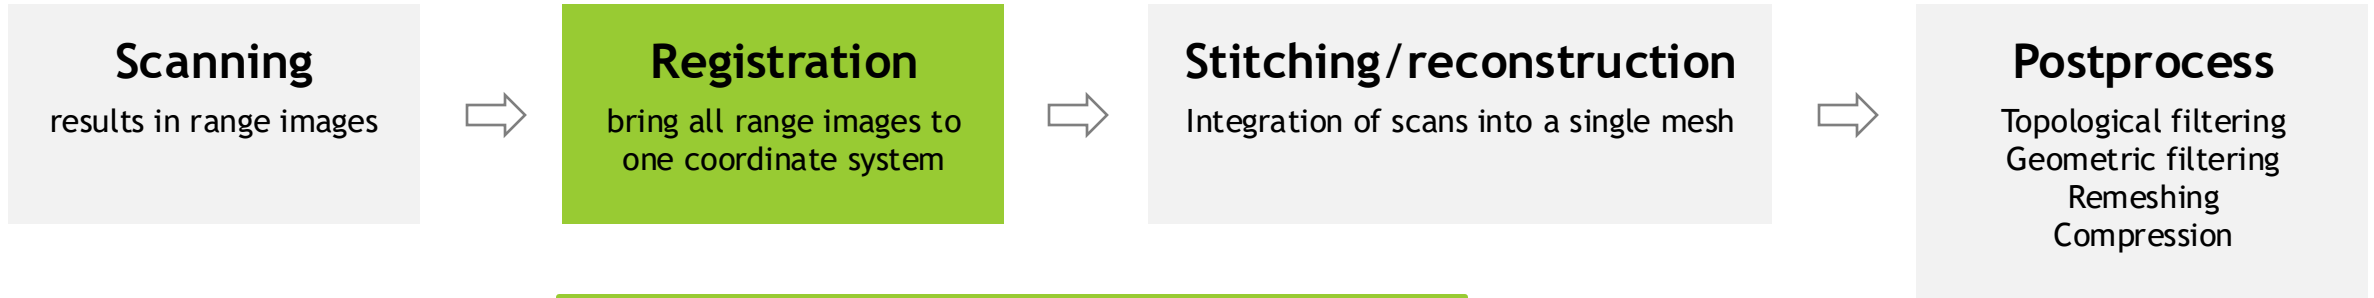 Scanning
results in range images
Registration
bring all range images to
one coordinate system
Stitching/reconstruction
Integration of scans into a single mesh
Postprocess
Topological filtering
Geometric filtering
Remeshing
Compression